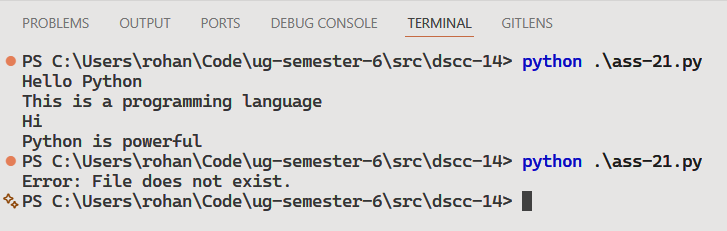 PROBLEMS OUTPUT PORTS DEBUG CONSOLE TERMINAL GITLENS
PS C:\Users\rohan\Code\ug-semester-6\src\dscc-14> python .\ass-21.py
Hello Python
This is a programming language
Hi
Python is powerful
PS C:\Users\rohan\Code\ug-semester-6\src\dscc-14> python .\ass-21.py
Error: File does not exist.
PS C:\Users\rohan\Code\ug-semester-6\src\dscc-14>